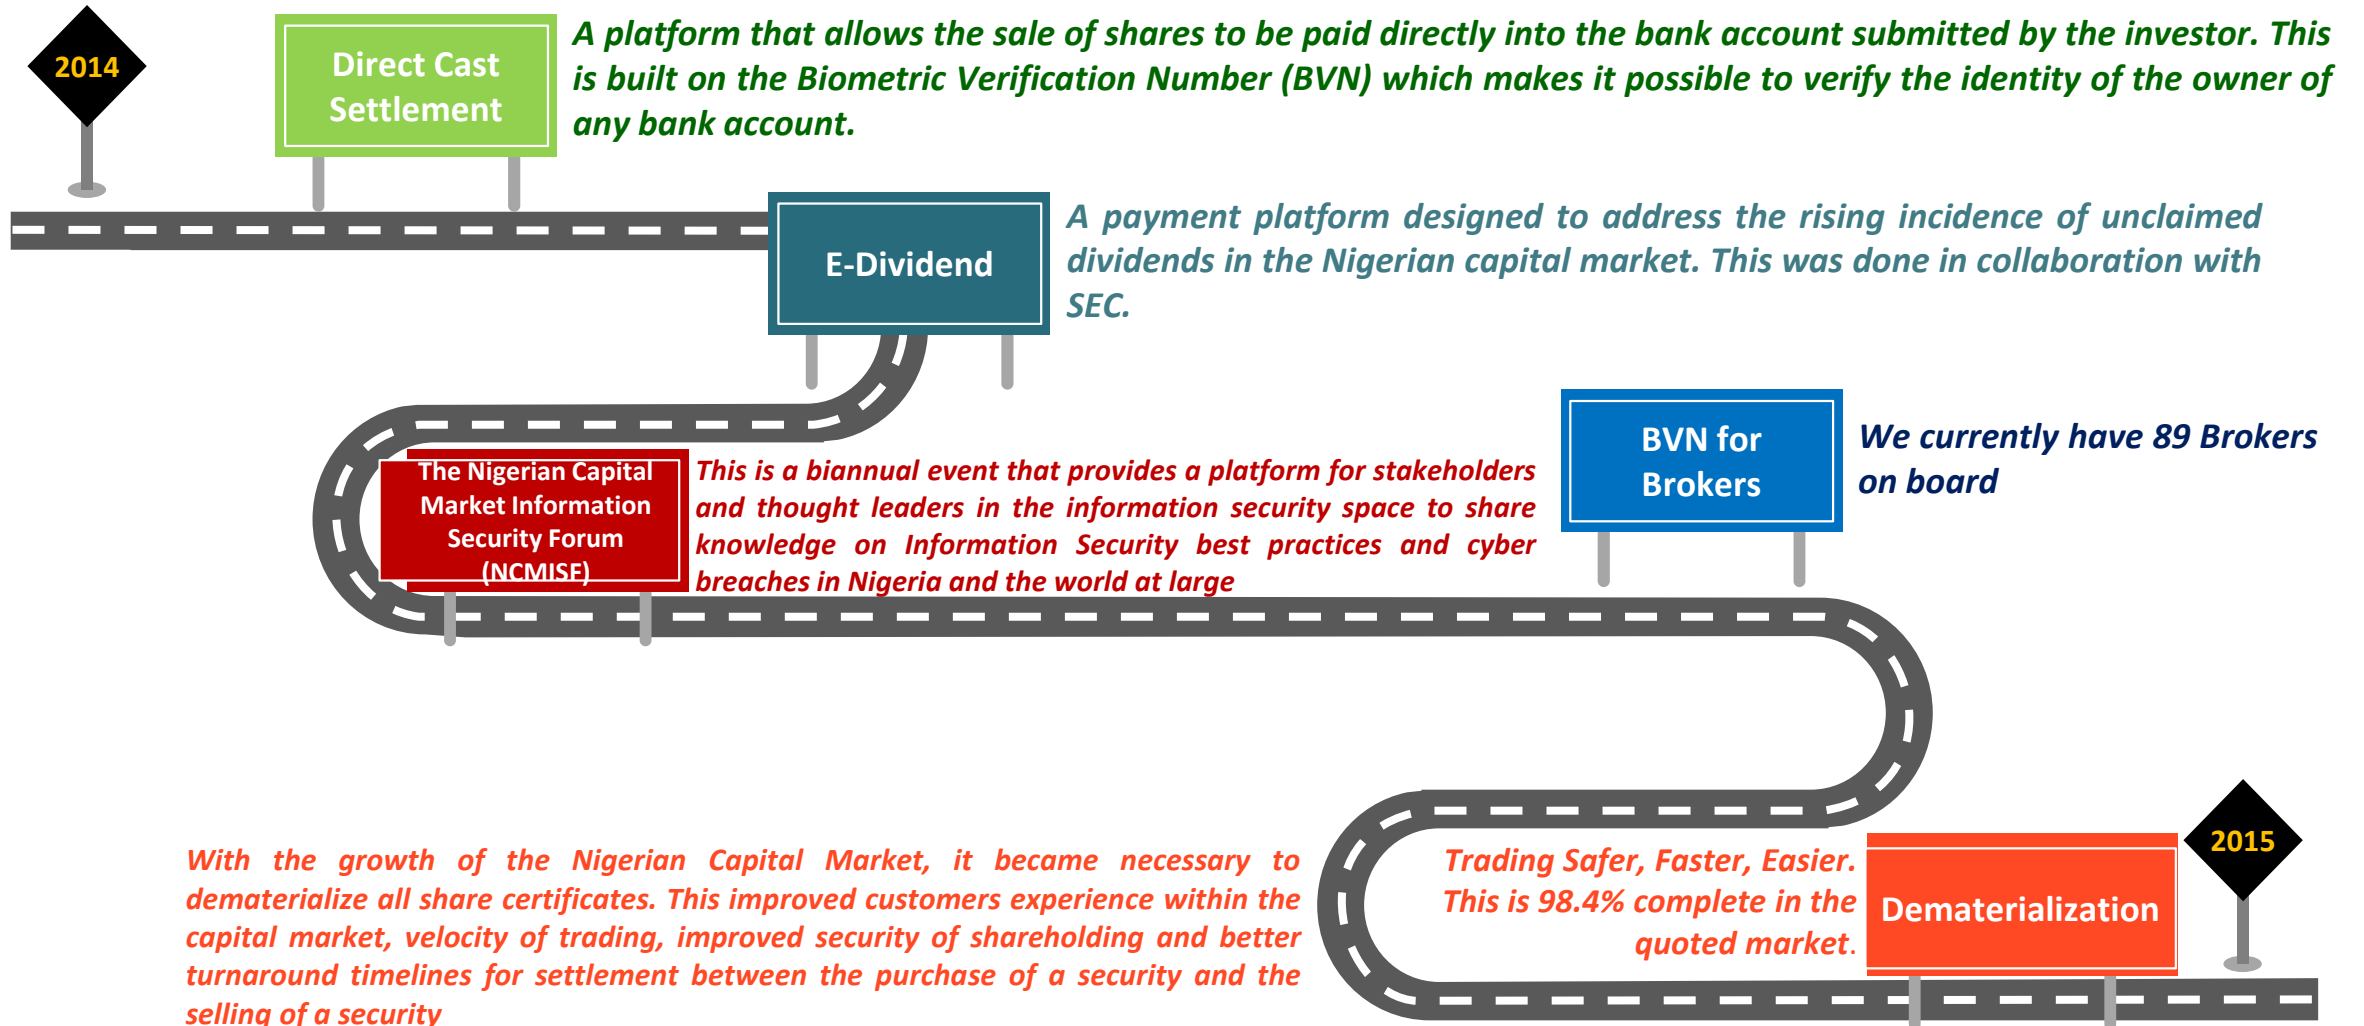 2014
Direct Cast
Settlement
A platform that allows the sale of shares to be paid directly into the bank account submitted by the investor. This
is built on the Biometric Verification Number (BVN) which makes it possible to verify the identity of the owner of
any bank account.
E-Dividend
A payment platform designed to address the rising incidence of unclaimed
dividends in the Nigerian capital market. This was done in collaboration with
SEC.
The Nigerian Capital
Market Information
Security Forum
(NCMISF)
This is a biannual event that provides a platform for stakeholders
and thought leaders in the information security space to share
knowledge on Information Security best practices and cyber
breaches in Nigeria and the world at large
BVN for
Brokers
We currently have 89 Brokers
on board
With the growth of the Nigerian Capital Market, it became necessary to
dematerialize all share certificates. This improved customers experience within the
capital market, velocity of trading, improved security of shareholding and better
turnaround timelines for settlement between the purchase of a security and the
selling of a security
Trading Safer, Faster, Easier.
This is 98.4% complete in the
quoted market.
Dematerialization
2015